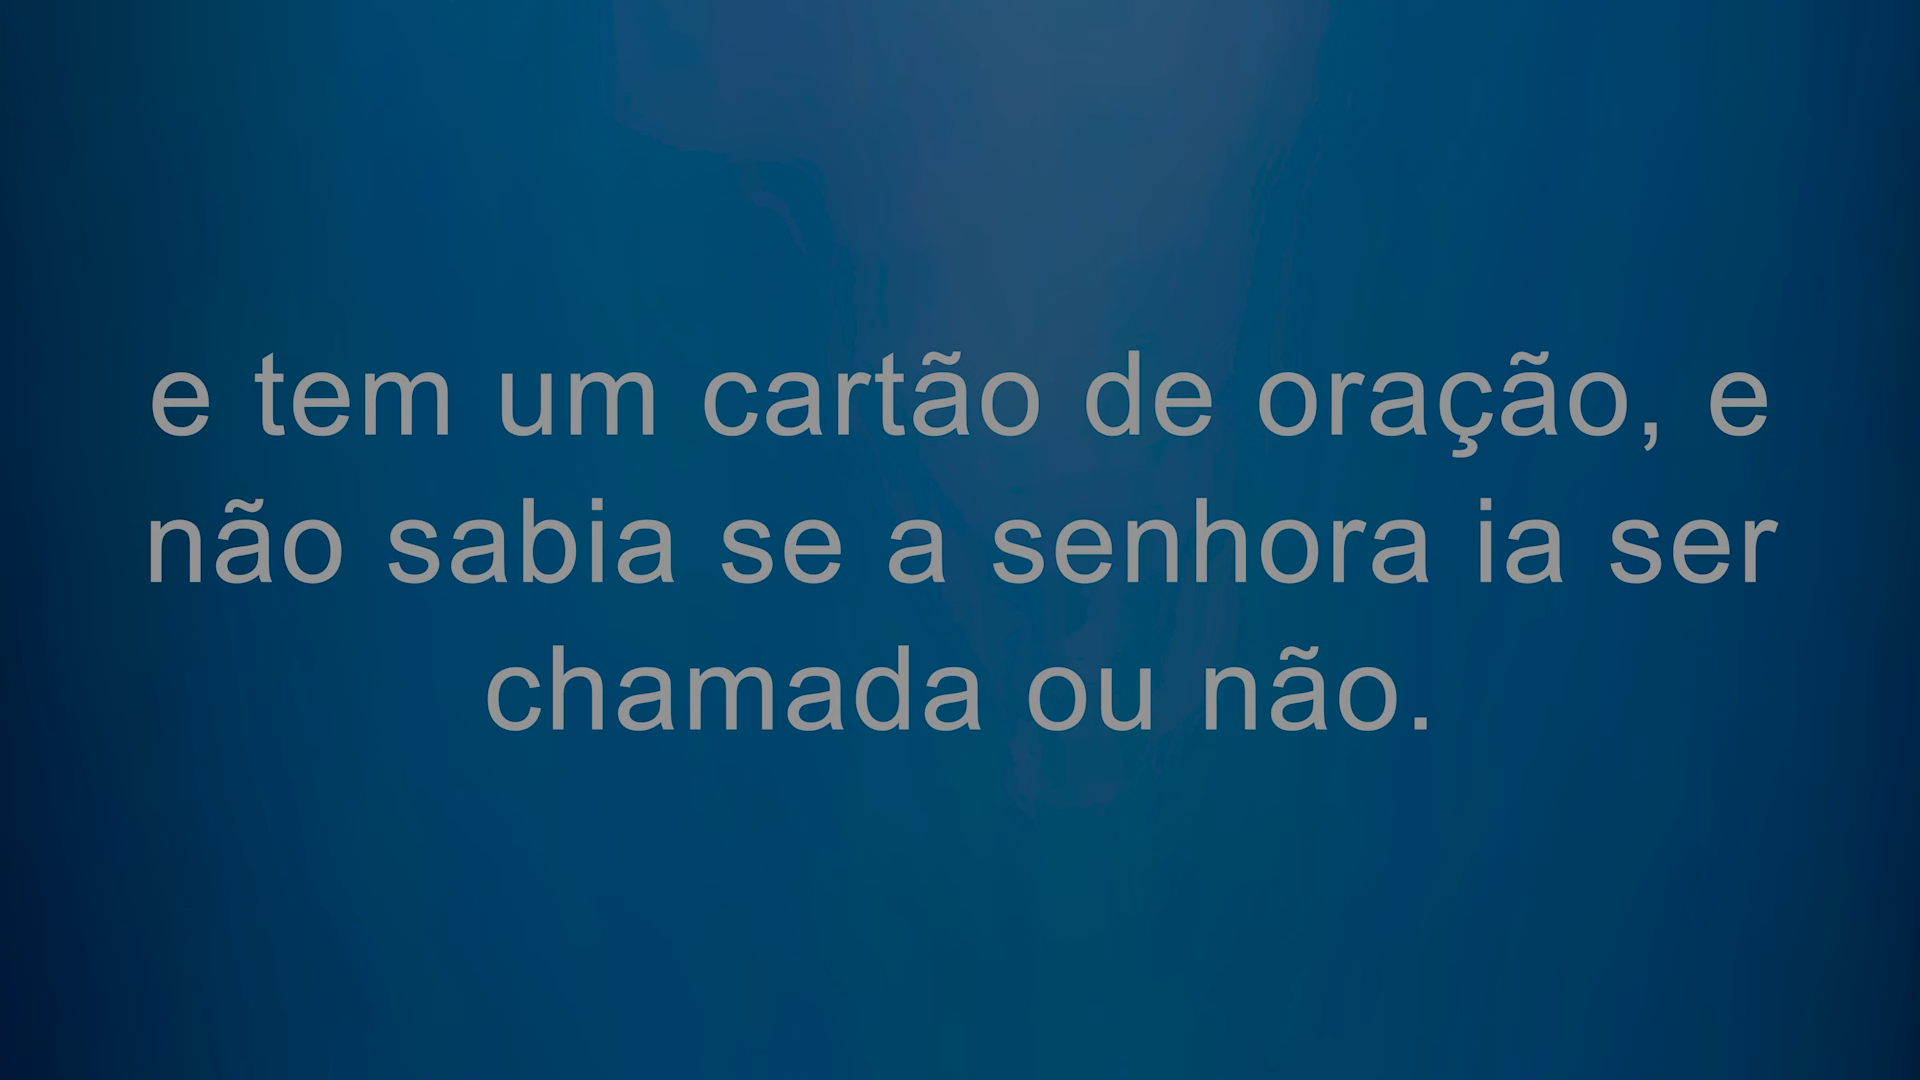 e tem um cartão de oração, e
não sabia se a senhora ia ser
chamada ou não.